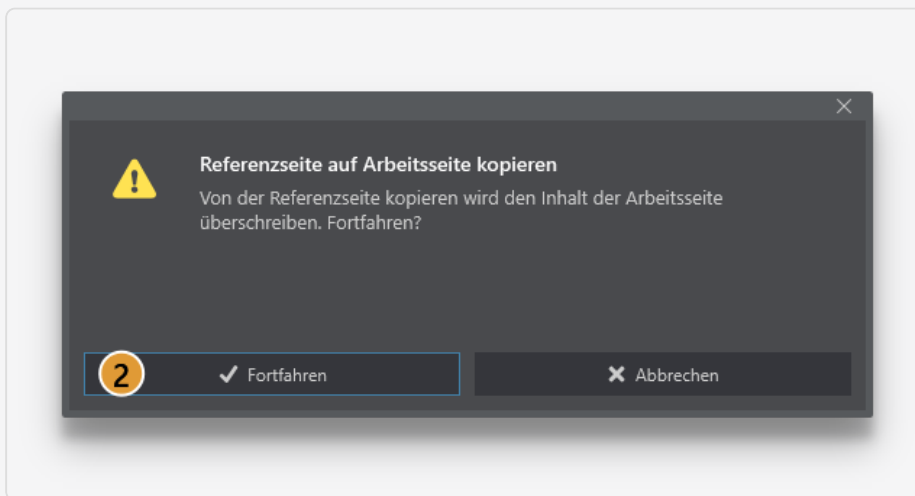 Referenzseite auf Arbeitsseite kopieren
Von der Referenzseite kopieren wird den Inhalt der Arbeitsseite
überschreiben. Fortfahren?
2 Fortfahren Abbrechen